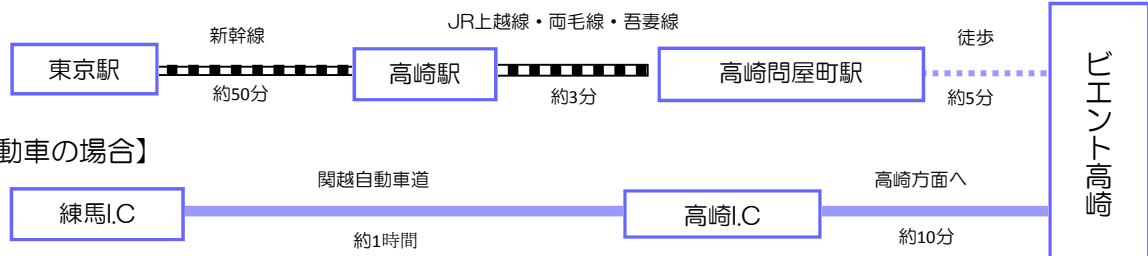 新幹線
JR上越線・両毛線・吾妻線
徒歩
東京駅
高崎駅
高崎問屋町駅
約50分
約3分
約5分
動車の場合】
関越自動車道
高崎方面へ
練馬I.C
高崎I.C
約1時間
約10分
ビエント高崎